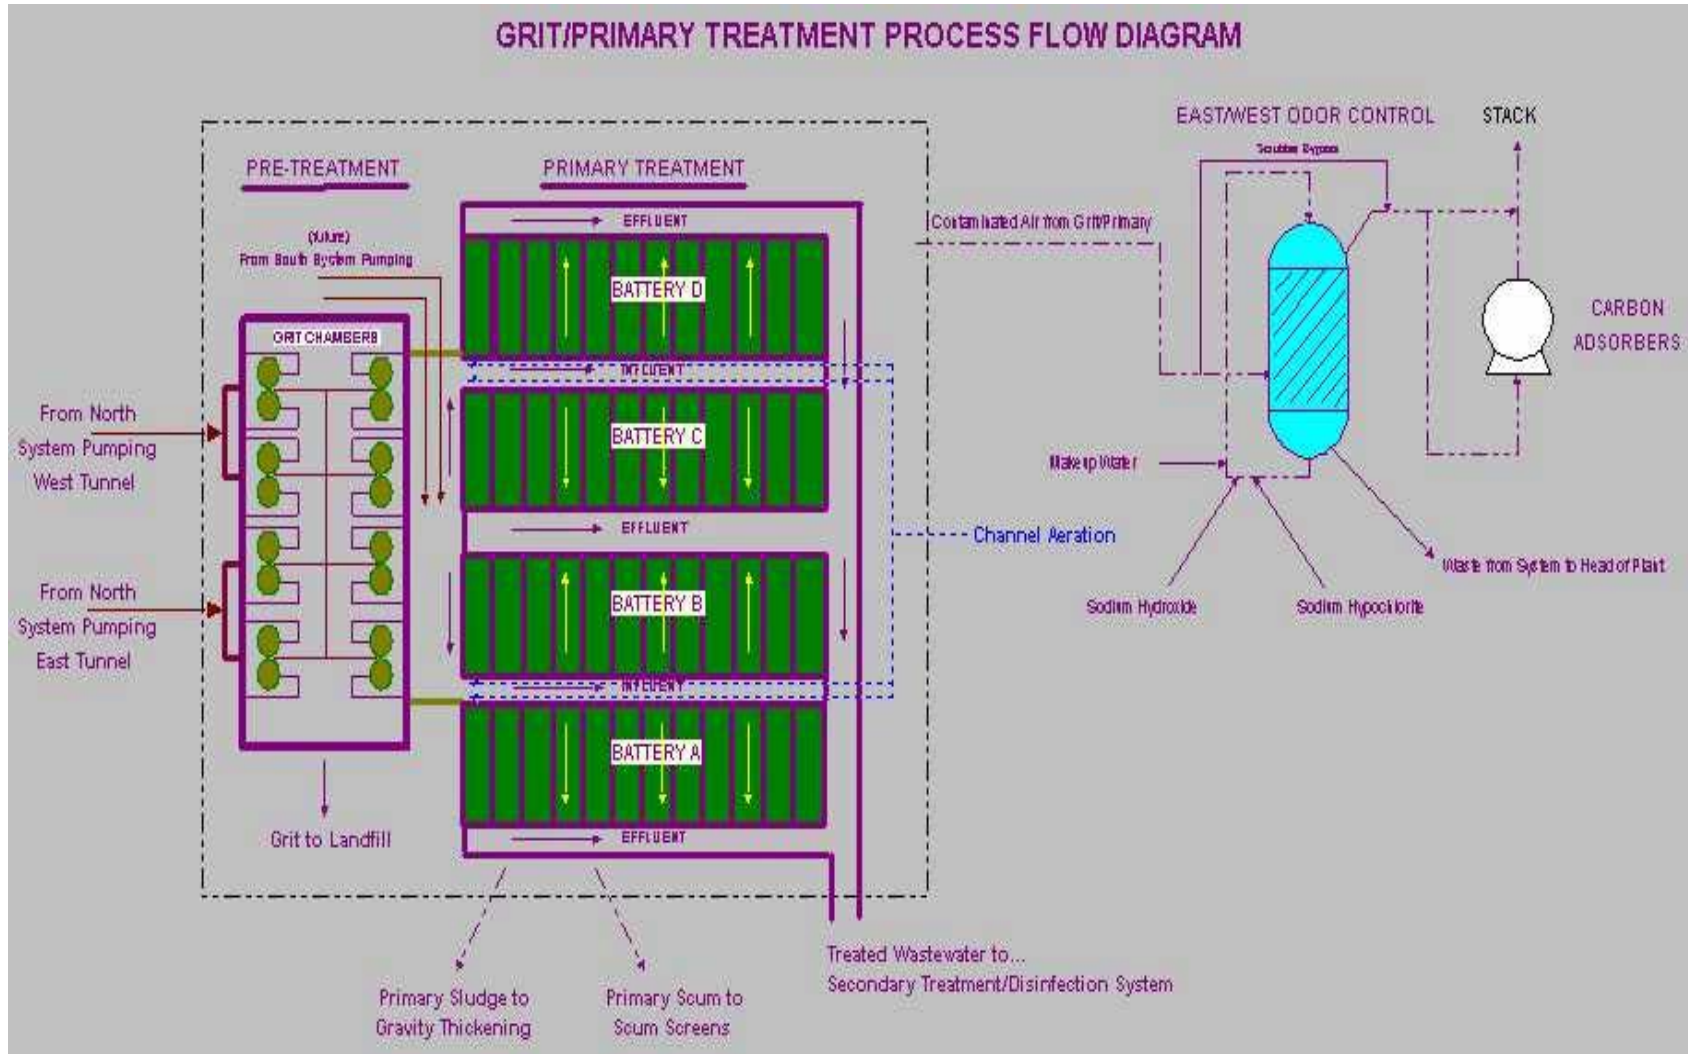 GRIT/PRIMARY TREATMENT PROCESS FLOW DIAGRAM
EAST/WEST ODOR CONTROL
STACK
Scrubber Bypass
PRE-TREATMENT
PRIMARY TREATMENT
EFFLUENT
Contaminated Air from Grit/Primary
(future)
From South System Pumping
BATTERY D
GRIT CHAMBERS
INFLUENT
CARBON
ADSORBERS
From North
System Pumping
West Tunnel
BATTERY C
Makeup Water
EFFLUENT
Channel Aeration
Waste from System to Head of Plant
From North
System Pumping
East Tunnel
BATTERY B
Sodium Hydroxide
Sodium Hypochlorite
INFLUENT
BATTERY A
Grit to Landfill
EFFLUENT
Treated Wastewater to...
Secondary Treatment/Disinfection System
Primary Sludge to
Gravity Thickening
Primary Scum to
Scum Screens